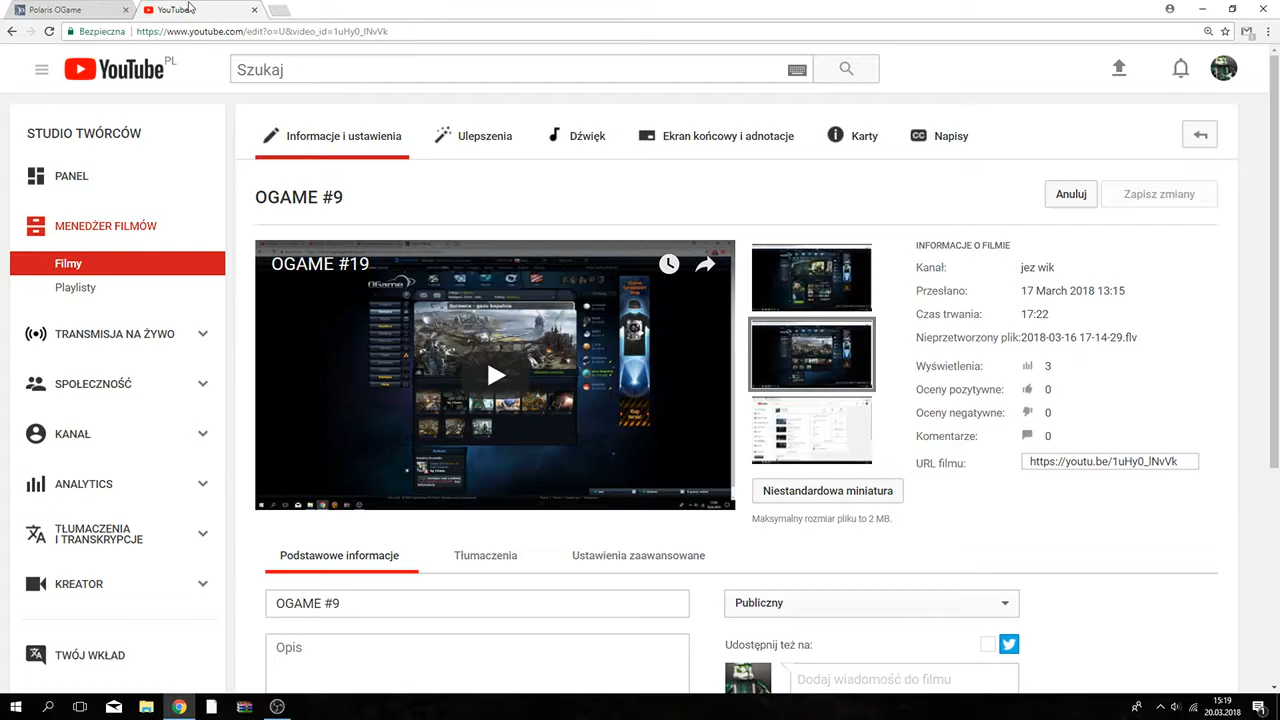 Polaris OGame
YouTube
Bezpieczna
https://www.youtube.com/edit?o=U&video_id=1uHy0_lNvVk
YouTube PL
Szukaj
STUDIO TWÓRCÓW
PANEL
MENEDŻER FILMÓW
Filmy
Playlisty
TRANSMISJA NA ŻYWO
SPOŁECZNOŚĆ
KANAŁ
ANALYTICS
TŁUMACZENIA
I TRANSKRYPCJE
KREATOR
TWÓJ WKŁAD
Informacje i ustawienia
Ulepszenia
Dźwięk
Ekran końcowy i adnotacje
Karty
CC Napisy
OGAME #9
Anuluj
Zapisz zmiany
OGAME #19
OGame
INFORMACJE O FILMIE
Kanał: jez wik
Przesłano: 17 March 2018 13:15
Czas trwania: 17:22
Nieprzetworzony plik:2018-03-16 17-14-29.flv
Wyświetlenia: 3
Oceny pozytywne: 0
Oceny negatywne: 0
Komentarze: 0
URL filmu: https://youtu.be/1uHy0_lNvVk
Niestandardowa miniatura
Maksymalny rozmiar pliku to 2 MB.
Podstawowe informacje
Tłumaczenia
Ustawienia zaawansowane
OGAME #9
Publiczny
Opis
Udostępnij też na:
Dodaj wiadomość do filmu
15:19
20.03.2018